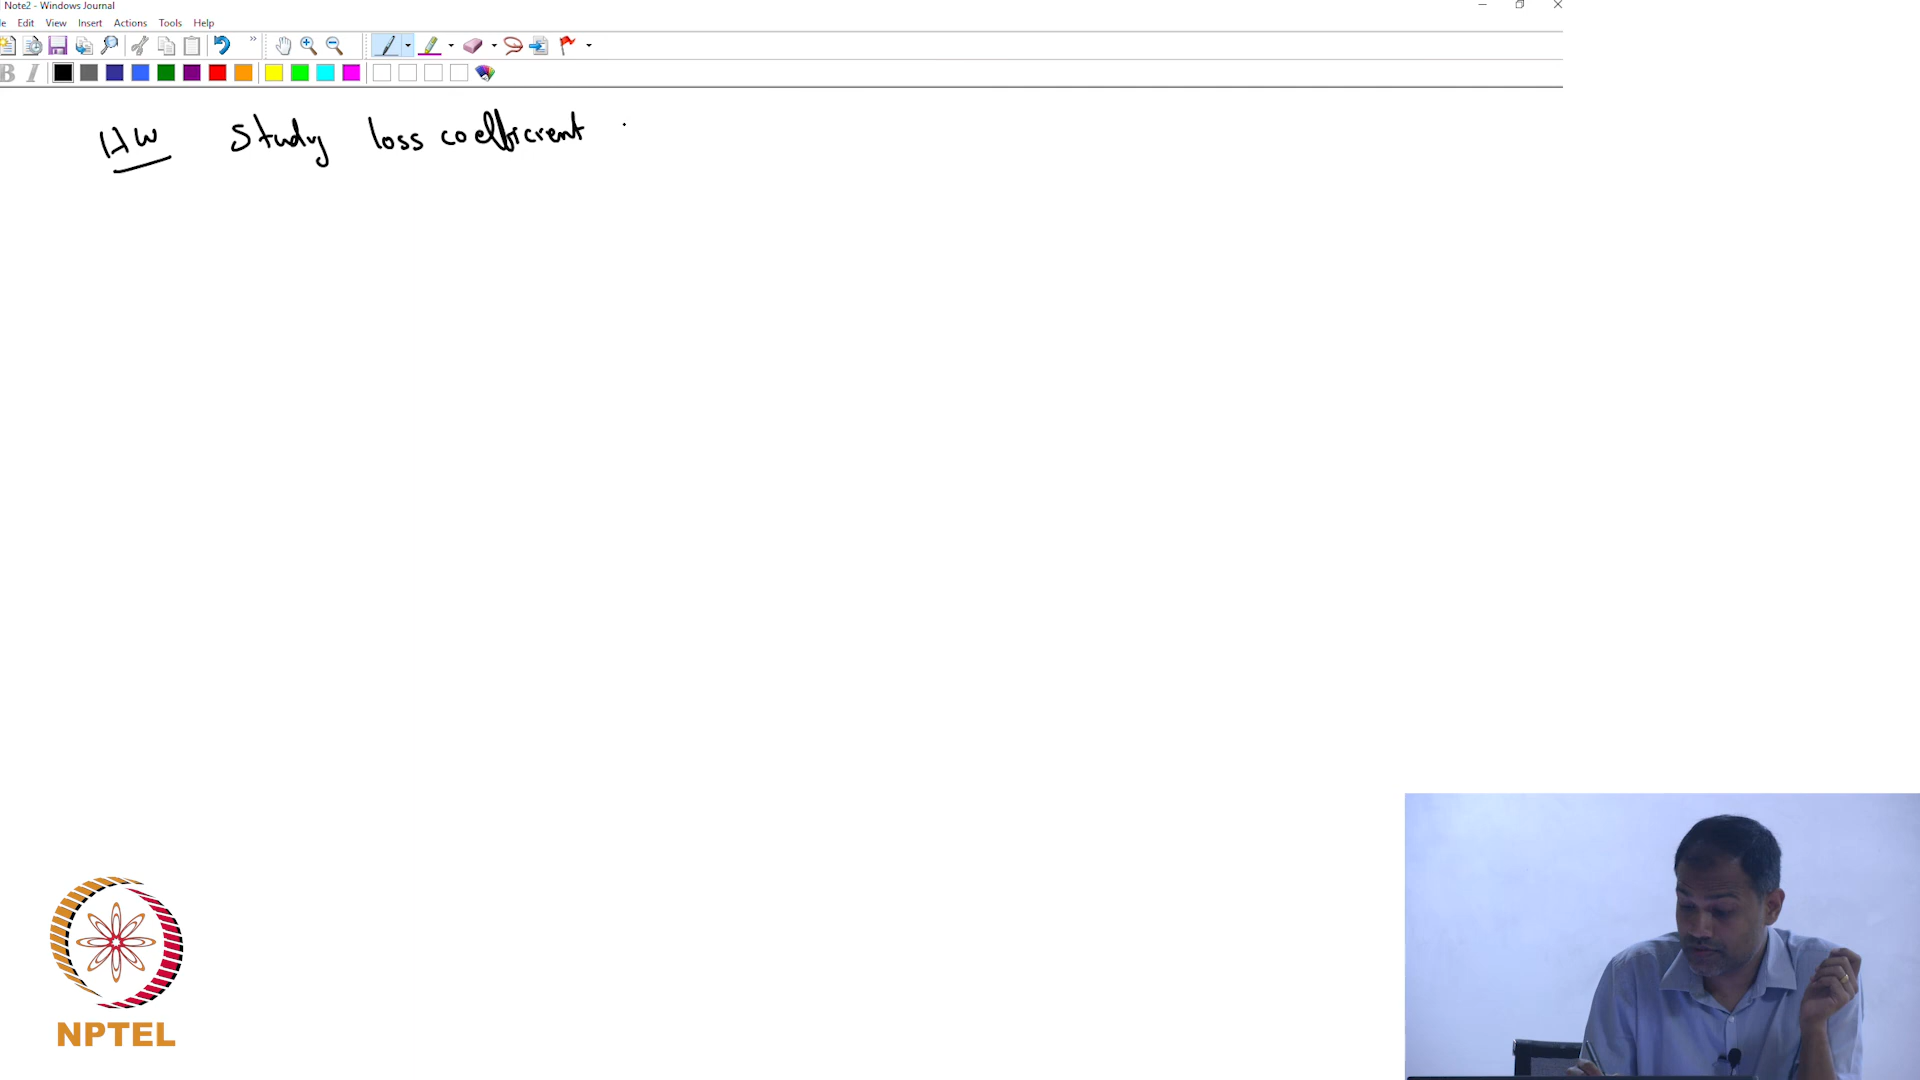 Note2 - Windows Journal
Edit View Insert Actions Tools Help
HW Study loss coefficient
NPTEL